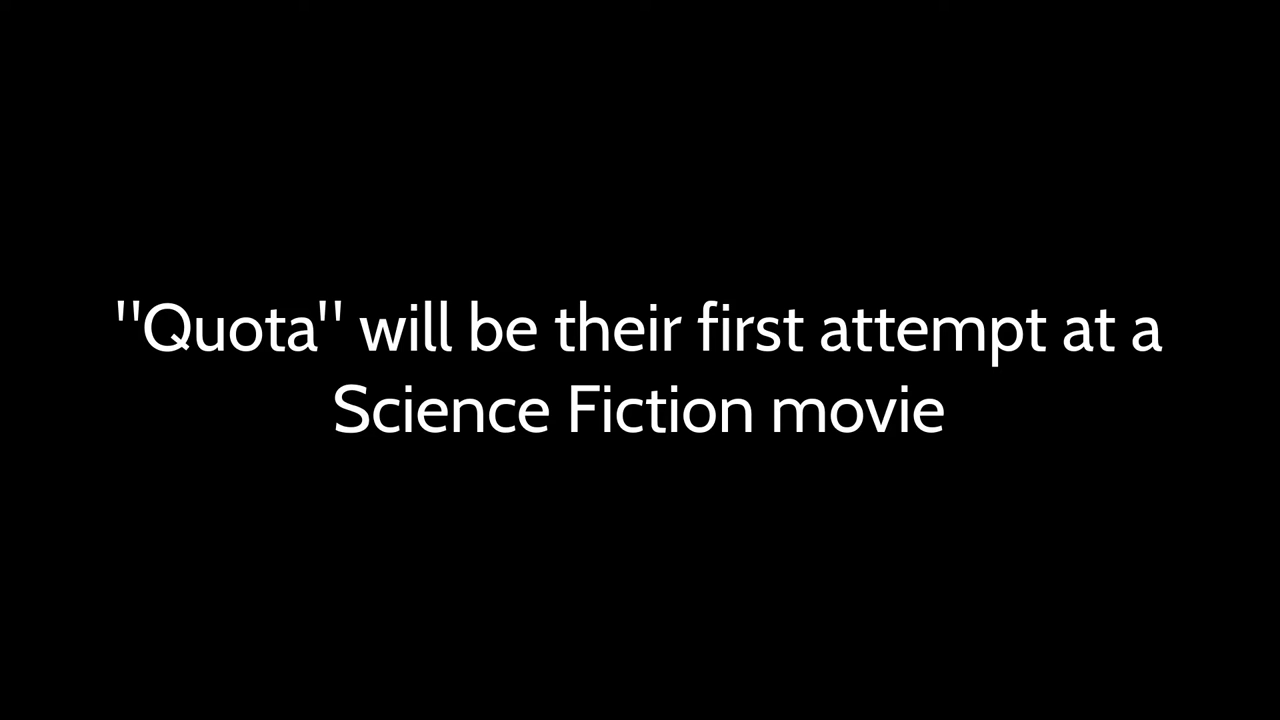 "Quota" will be their first attempt at a
Science Fiction movie